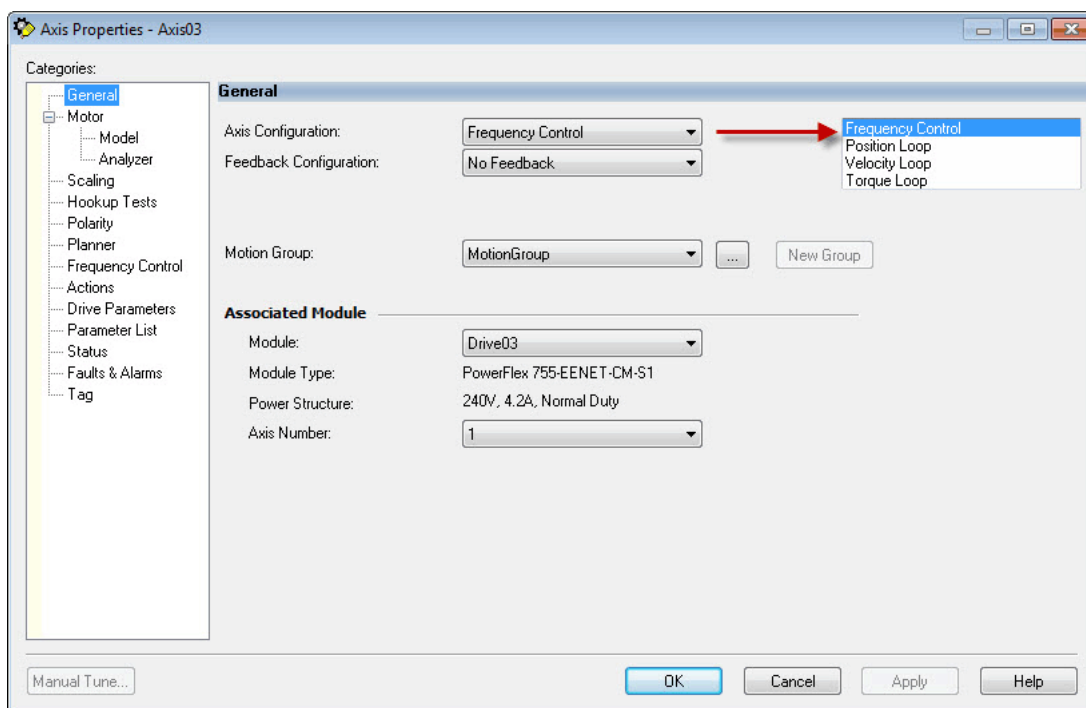 Axis Properties - Axis03
Categories:
General
Motor
Model
Analyzer
Scaling
Hookup Tests
Polarity
Planner
Frequency Control
Actions
Drive Parameters
Parameter List
Status
Faults & Alarms
Tag
General
Axis Configuration: Frequency Control
Frequency Control
Position Loop
Velocity Loop
Torque Loop
Feedback Configuration: No Feedback
Motion Group: MotionGroup ... New Group
Associated Module
Module: Drive03
Module Type: PowerFlex 755-EENET-CM-S1
Power Structure: 240V, 4.2A, Normal Duty
Axis Number: 1
Manual Tune... OK Cancel Apply Help